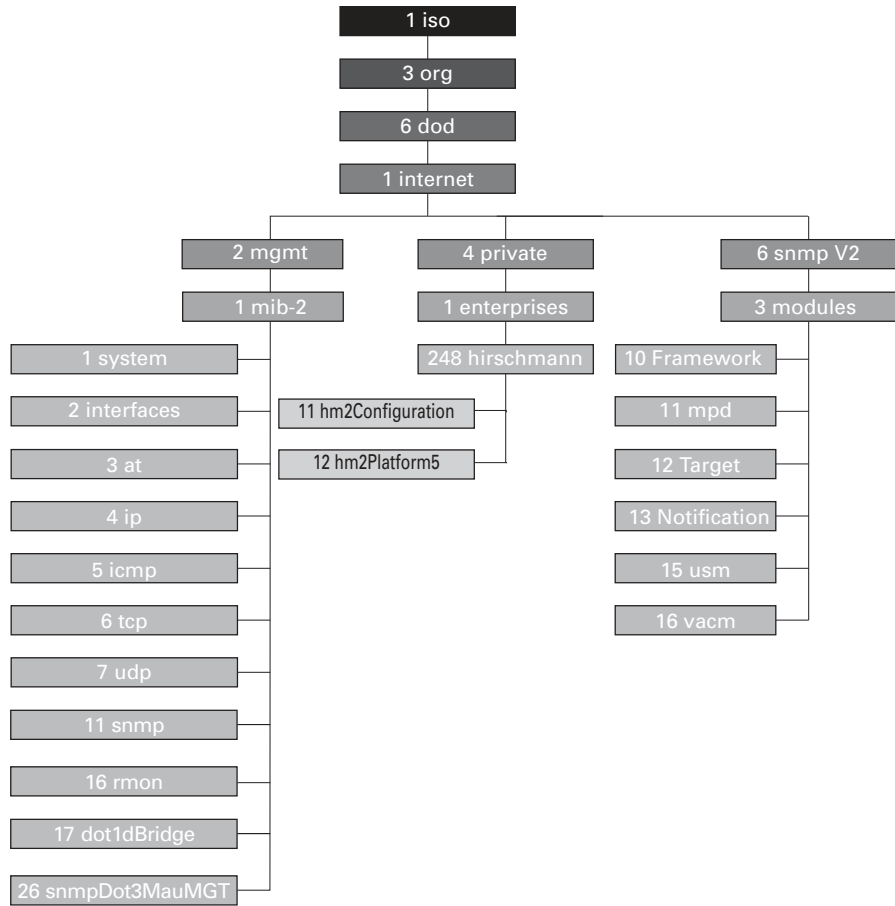 1 iso
3 org
6 dod
1 internet
2 mgmt
4 private
6 snmp V2
1 mib-2
1 enterprises
3 modules
1 system
248 hirschmann
10 Framework
2 interfaces
11 hm2Configuration
11 mpd
3 at
12 hm2Platform5
12 Target
4 ip
13 Notification
5 icmp
15 usm
6 tcp
16 vacm
7 udp
11 snmp
16 rmon
17 dot1dBridge
26 snmpDot3MauMGT